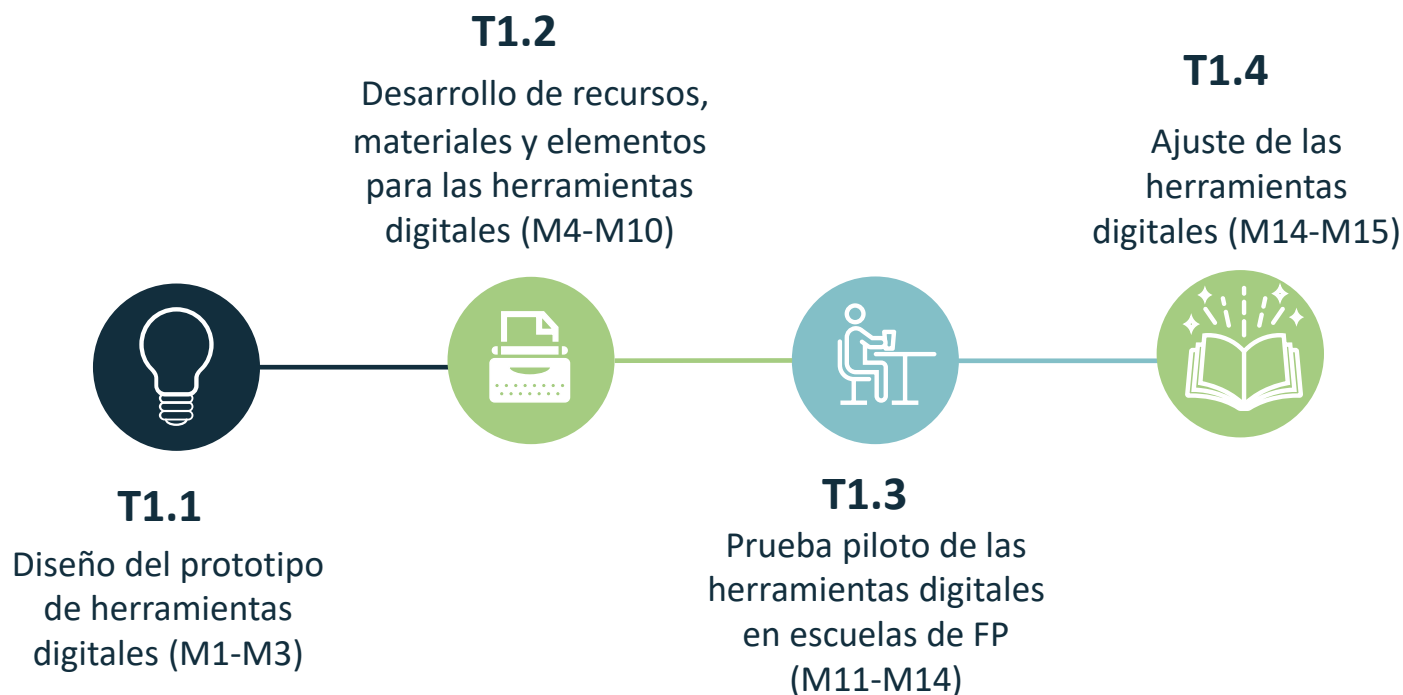 T1.1
Diseño del prototipo
de herramientas
digitales (M1-M3)
T1.2
Desarrollo de recursos,
materiales y elementos
para las herramientas
digitales (M4-M10)
T1.3
Prueba piloto de las
herramientas digitales
en escuelas de FP
(M11-M14)
T1.4
Ajuste de las
herramientas
digitales (M14-M15)